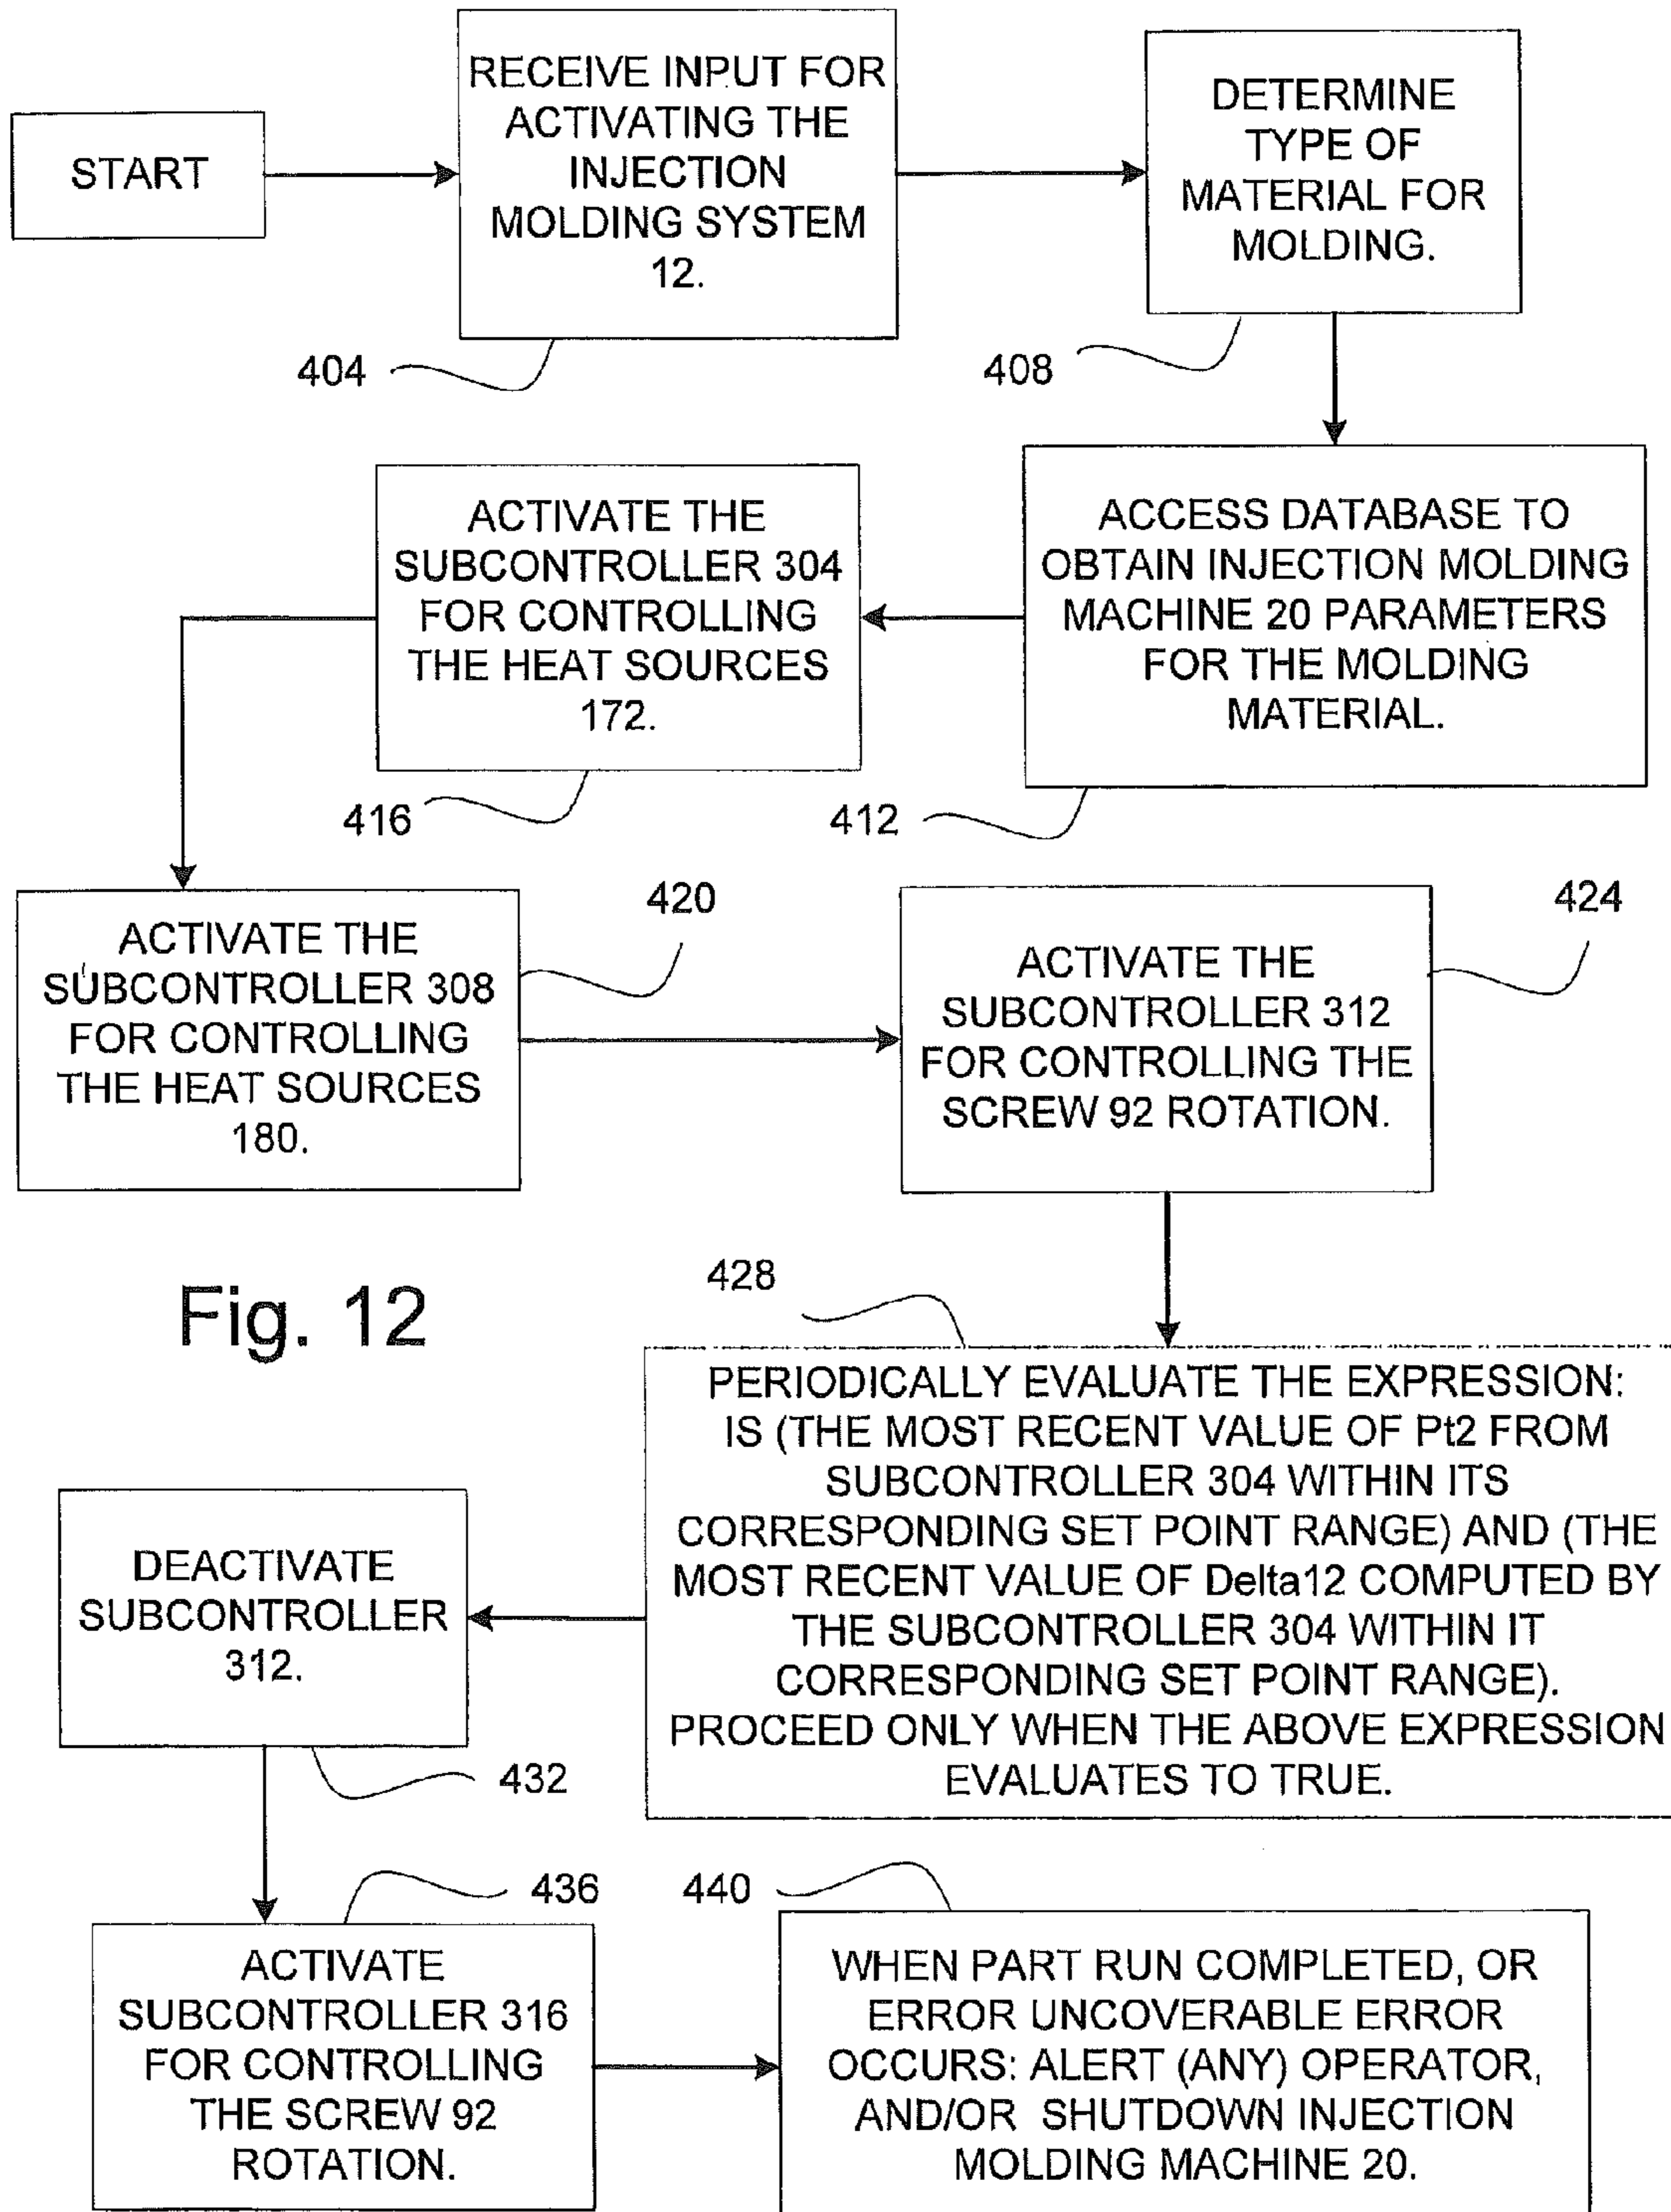 START
RECEIVE INPUT FOR
ACTIVATING THE
INJECTION
MOLDING SYSTEM
12.
404
DETERMINE
TYPE OF
MATERIAL FOR
MOLDING.
408
ACCESS DATABASE TO
OBTAIN INJECTION MOLDING
MACHINE 20 PARAMETERS
FOR THE MOLDING
MATERIAL.
412
ACTIVATE THE
SUBCONTROLLER 304
FOR CONTROLLING
THE HEAT SOURCES
172.
416
ACTIVATE THE
SUBCONTROLLER 308
FOR CONTROLLING
THE HEAT SOURCES
180.
420
ACTIVATE THE
SUBCONTROLLER 312
FOR CONTROLLING THE
SCREW 92 ROTATION.
424
Fig. 12
428
PERIODICALLY EVALUATE THE EXPRESSION:
IS (THE MOST RECENT VALUE OF Pt2 FROM
SUBCONTROLLER 304 WITHIN ITS
CORRESPONDING SET POINT RANGE) AND (THE
MOST RECENT VALUE OF Delta12 COMPUTED BY
THE SUBCONTROLLER 304 WITHIN IT
CORRESPONDING SET POINT RANGE).
PROCEED ONLY WHEN THE ABOVE EXPRESSION
EVALUATES TO TRUE.
DEACTIVATE
SUBCONTROLLER
312.
432
436
ACTIVATE
SUBCONTROLLER 316
FOR CONTROLLING
THE SCREW 92
ROTATION.
440
WHEN PART RUN COMPLETED, OR
ERROR UNCOVERABLE ERROR
OCCURS: ALERT (ANY) OPERATOR,
AND/OR SHUTDOWN INJECTION
MOLDING MACHINE 20.